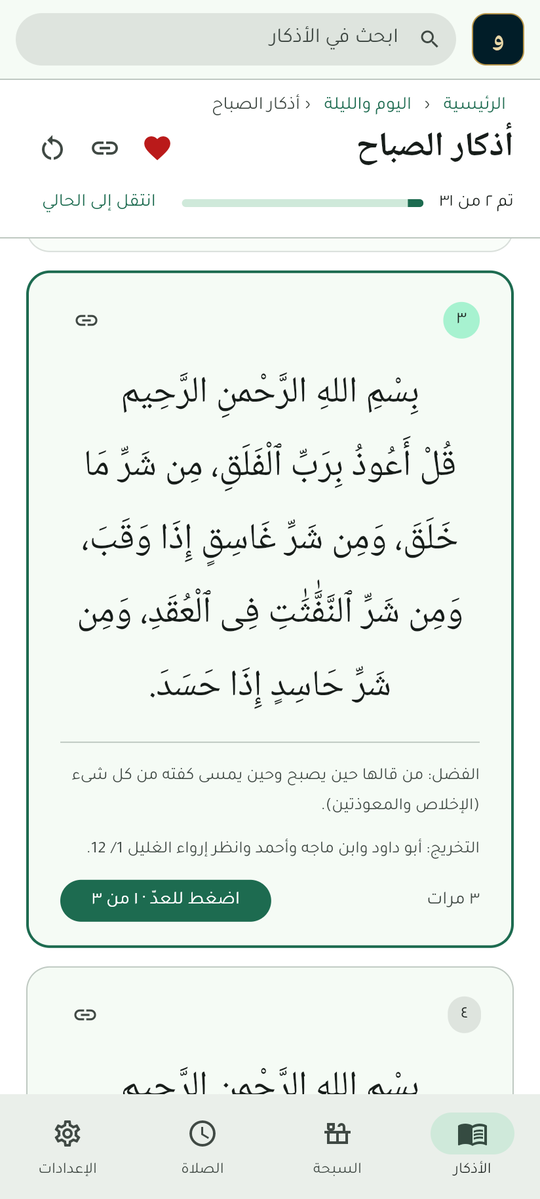 و
ابحث في الأذكار
الرئيسية › اليوم والليلة › أذكار الصباح
أذكار الصباح
تم ٢ من ٣١
انتقل إلى الحالي
٣
بِسْمِ اللهِ الرَّحْمنِ الرَّحِيم
قُلْ أَعُوذُ بِرَبِّ ٱلْفَلَقِ، مِن شَرِّ مَا
خَلَقَ، وَمِن شَرِّ غَاسِقٍ إِذَا وَقَبَ،
وَمِن شَرِّ ٱلنَّفَّٰثَٰتِ فِى ٱلْعُقَدِ، وَمِن
شَرِّ حَاسِدٍ إِذَا حَسَدَ.
الفضل: من قالها حين يصبح وحين يمسى كفته من كل شىء
(الإخلاص والمعوذتين).
التخريج: أبو داود وابن ماجه وأحمد وانظر إرواء الغليل 1/ 12.
٣ مرات
اضغط للعدّ · ١ من ٣
٤
بِسْمِ اللهِ الرَّحْمنِ الرَّحِيم
الأذكار
السبحة
الصلاة
الإعدادات